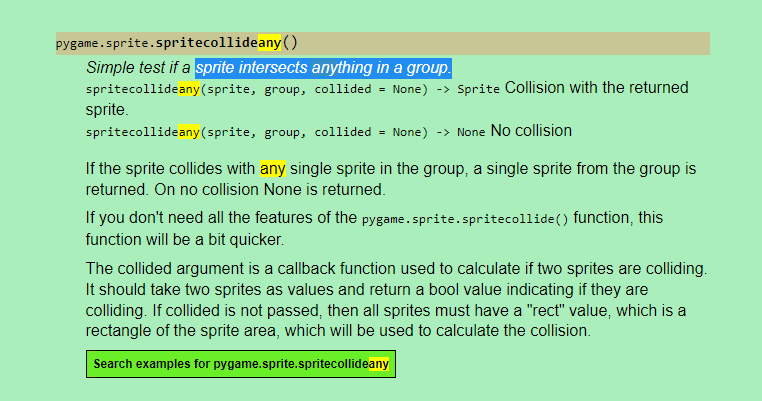 pygame.sprite.spritecollideany()
Simple test if a sprite intersects anything in a group.
spritecollideany(sprite, group, collided = None) -> Sprite Collision with the returned
sprite.
spritecollideany(sprite, group, collided = None) -> None No collision
If the sprite collides with any single sprite in the group, a single sprite from the group is
returned. On no collision None is returned.
If you don't need all the features of the pygame.sprite.spritecollide() function, this
function will be a bit quicker.
The collided argument is a callback function used to calculate if two sprites are colliding.
It should take two sprites as values and return a bool value indicating if they are
colliding. If collided is not passed, then all sprites must have a "rect" value, which is a
rectangle of the sprite area, which will be used to calculate the collision.
Search examples for pygame.sprite.spritecollideany